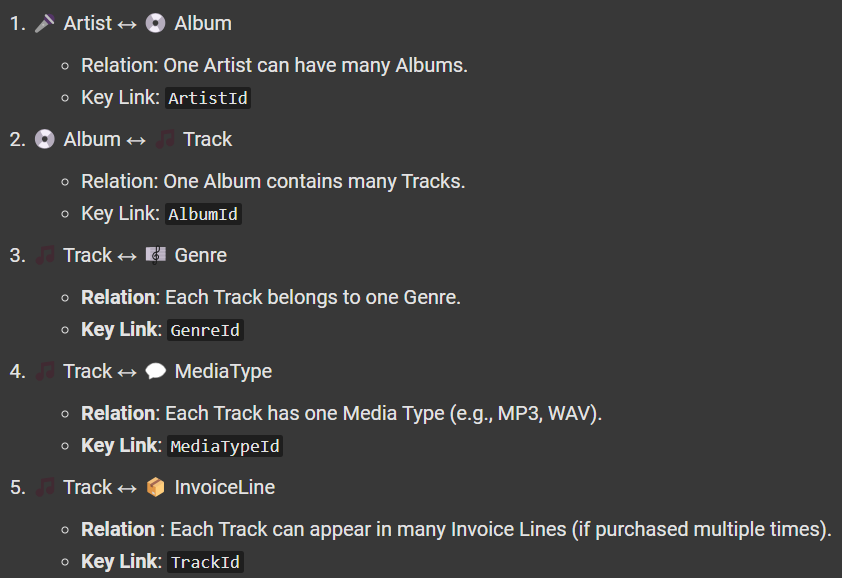 1. 🎤 Artist ↔ 💿 Album
Relation: One Artist can have many Albums.
Key Link: ArtistId
2. 💿 Album ↔ 🎵 Track
Relation: One Album contains many Tracks.
Key Link: AlbumId
3. 🎵 Track ↔ 🎼 Genre
Relation: Each Track belongs to one Genre.
Key Link: GenreId
4. 🎵 Track ↔ 💬 MediaType
Relation: Each Track has one Media Type (e.g., MP3, WAV).
Key Link: MediaTypeId
5. 🎵 Track ↔ 📦 InvoiceLine
Relation : Each Track can appear in many Invoice Lines (if purchased multiple times).
Key Link: TrackId